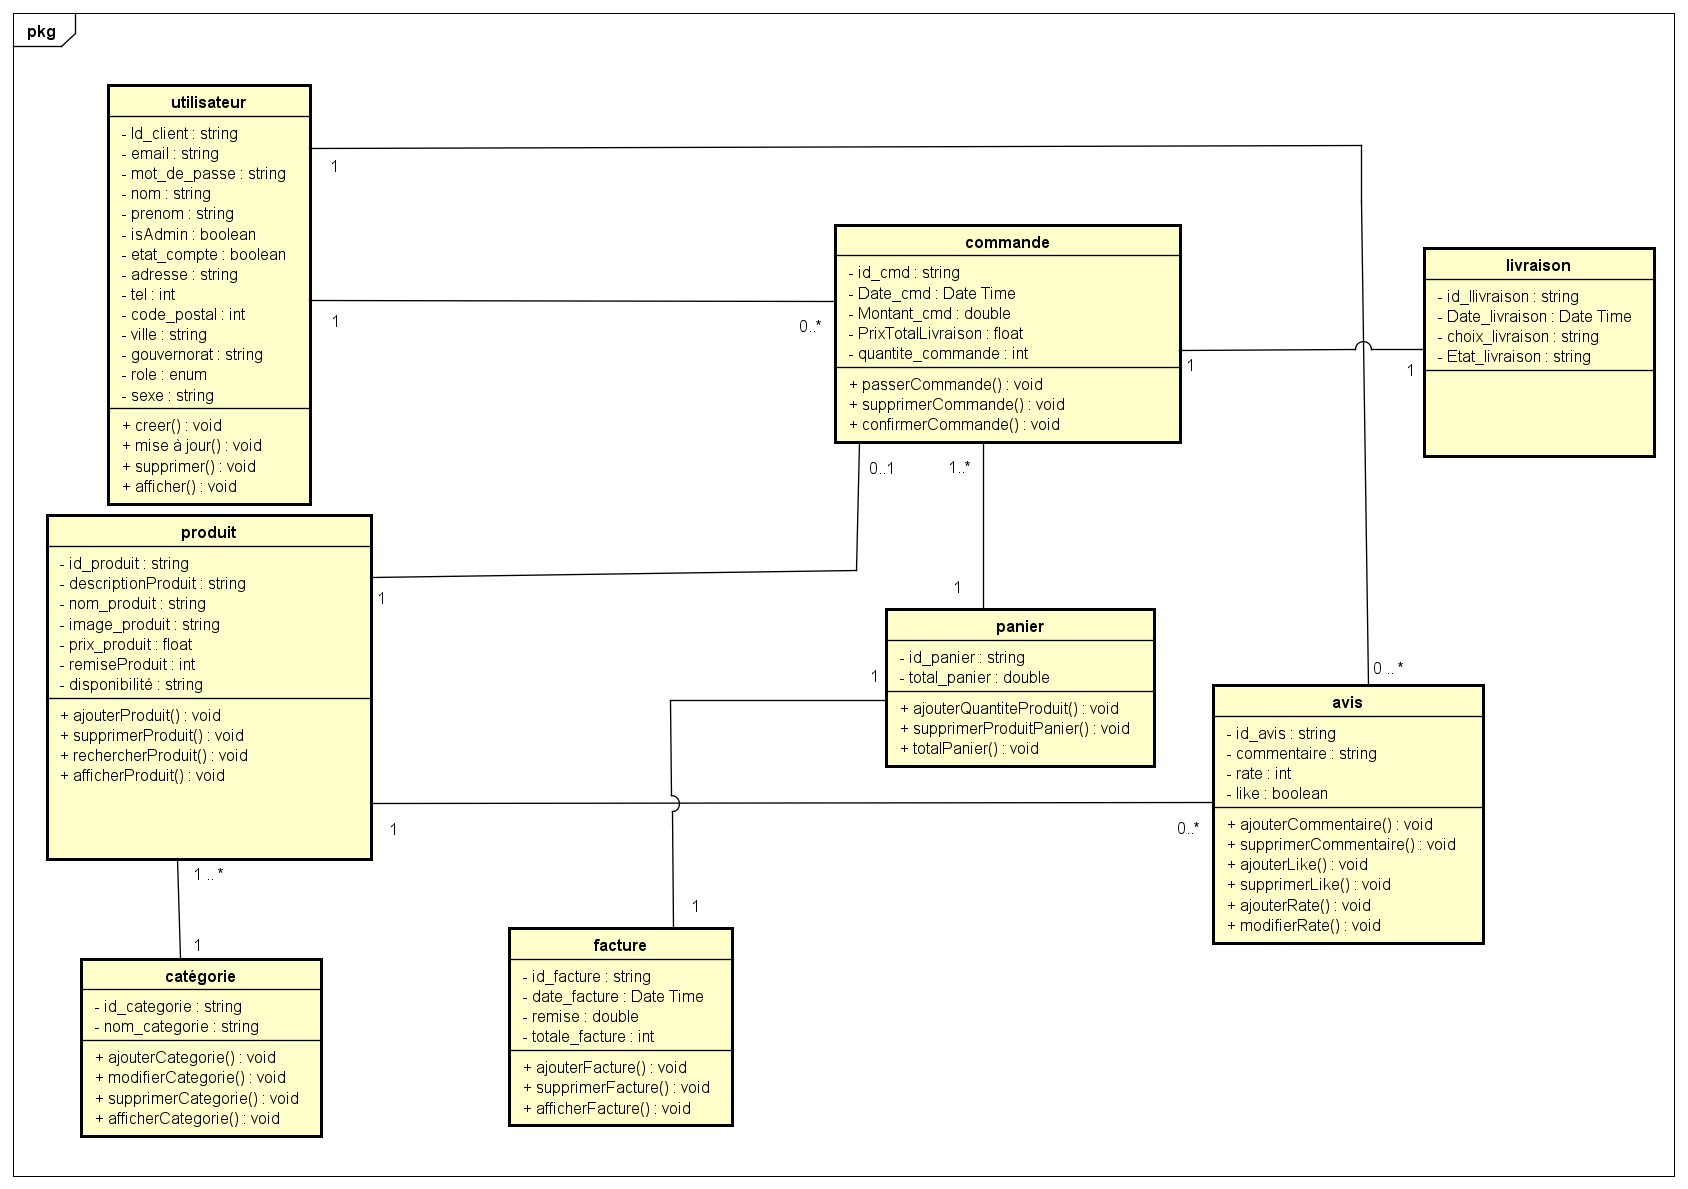 pkg
utilisateur
- Id_client : string
- email : string
- mot_de_passe : string
- nom : string
- prenom : string
- isAdmin : boolean
- etat_compte : boolean
- adresse : string
- tel : int
- code_postal : int
- ville : string
- gouvernorat : string
- role : enum
- sexe : string
+ creer() : void
+ mise à jour() : void
+ supprimer() : void
+ afficher() : void
1
1
0..*
commande
- id_cmd : string
- Date_cmd : Date Time
- Montant_cmd : double
- PrixTotalLivraison : float
- quantite_commande : int
+ passerCommande() : void
+ supprimerCommande() : void
+ confirmerCommande() : void
1
1
livraison
- id_llivraison : string
- Date_livraison : Date Time
- choix_livraison : string
- Etat_livraison : string
0..1
1..*
produit
- id_produit : string
- descriptionProduit : string
- nom_produit : string
- image_produit : string
- prix_produit : float
- remiseProduit : int
- disponibilité : string
+ ajouterProduit() : void
+ supprimerProduit() : void
+ rechercherProduit() : void
+ afficherProduit() : void
1
1
panier
- id_panier : string
- total_panier : double
+ ajouterQuantiteProduit() : void
+ supprimerProduitPanier() : void
+ totalPanier() : void
1
0 ..*
avis
- id_avis : string
- commentaire : string
- rate : int
- like : boolean
+ ajouterCommentaire() : void
+ supprimerCommentaire() : void
+ ajouterLike() : void
+ supprimerLike() : void
+ ajouterRate() : void
+ modifierRate() : void
1
0..*
1 ..*
1
1
catégorie
- id_categorie : string
- nom_categorie : string
+ ajouterCategorie() : void
+ modifierCategorie() : void
+ supprimerCategorie() : void
+ afficherCategorie() : void
facture
- id_facture : string
- date_facture : Date Time
- remise : double
- totale_facture : int
+ ajouterFacture() : void
+ supprimerFacture() : void
+ afficherFacture() : void